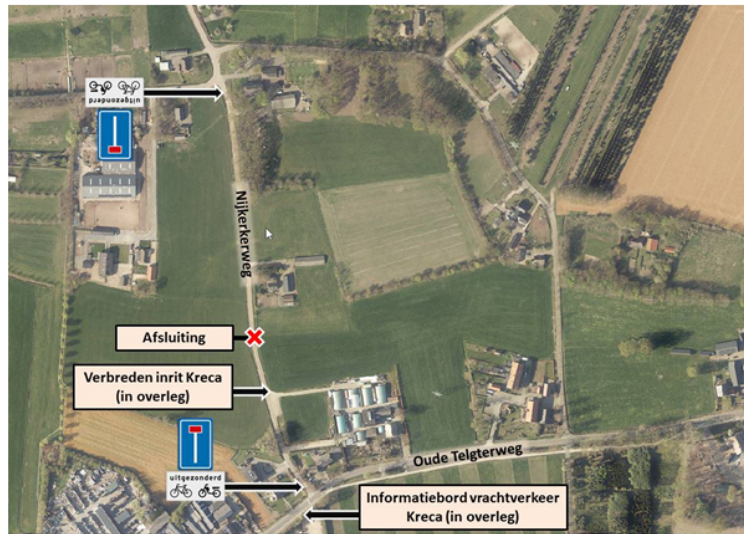 uitgezonderd
Nijkerkerweg
Afsluiting
Verbreden inrit Kreca
(in overleg)
uitgezonderd
Oude Telgterweg
Informatiebord vrachtverkeer
Kreca (in overleg)